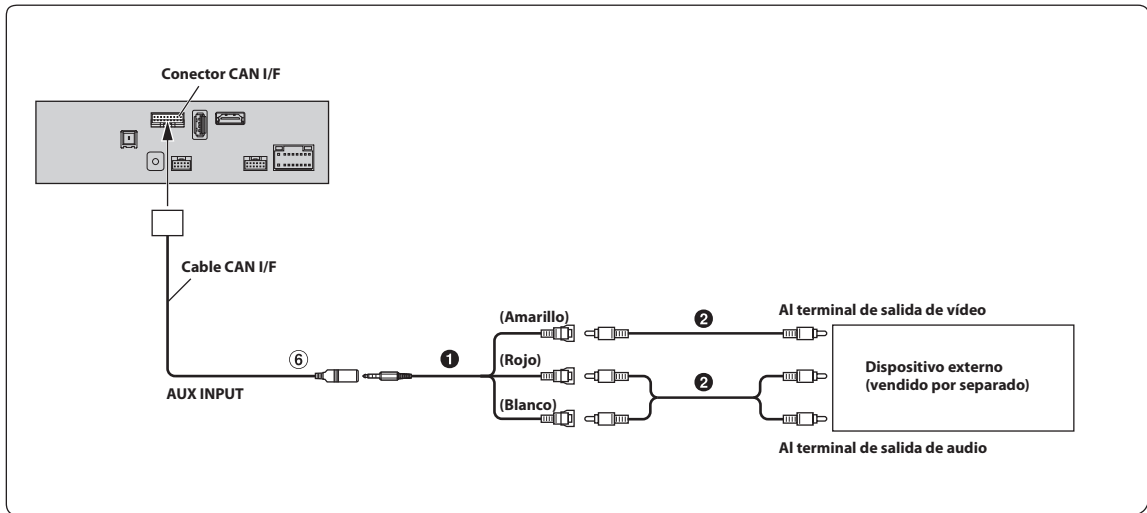 Conector CAN I/F
Cable CAN I/F
AUX INPUT
⑥
❶
(Amarillo)
(Rojo)
(Blanco)
❷
❷
Al terminal de salida de vídeo
Dispositivo externo
(vendido por separado)
Al terminal de salida de audio